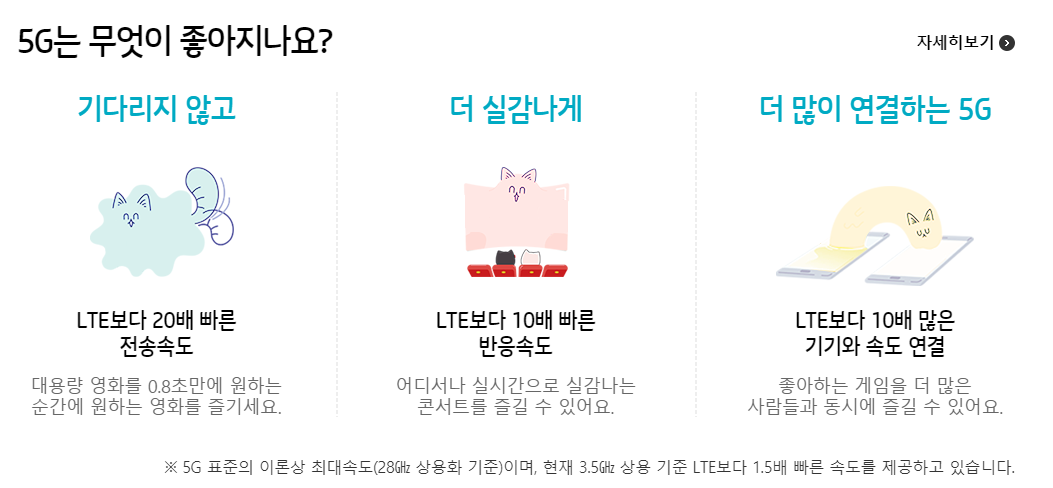 5G는 무엇이 좋아지나요?
자세히보기
기다리지 않고
더 실감나게
더 많이 연결하는 5G
LTE보다 20배 빠른
전송속도
LTE보다 10배 빠른
반응속도
LTE보다 10배 많은
기기와 속도 연결
대용량 영화를 0.8초만에 원하는
순간에 원하는 영화를 즐기세요.
어디서나 실시간으로 실감나는
콘서트를 즐길 수 있어요.
좋아하는 게임을 더 많은
사람들과 동시에 즐길 수 있어요.
※ 5G 표준의 이론상 최대속도(28㎓ 상용화 기준)이며, 현재 3.5㎓ 상용 기준 LTE보다 1.5배 빠른 속도를 제공하고 있습니다.